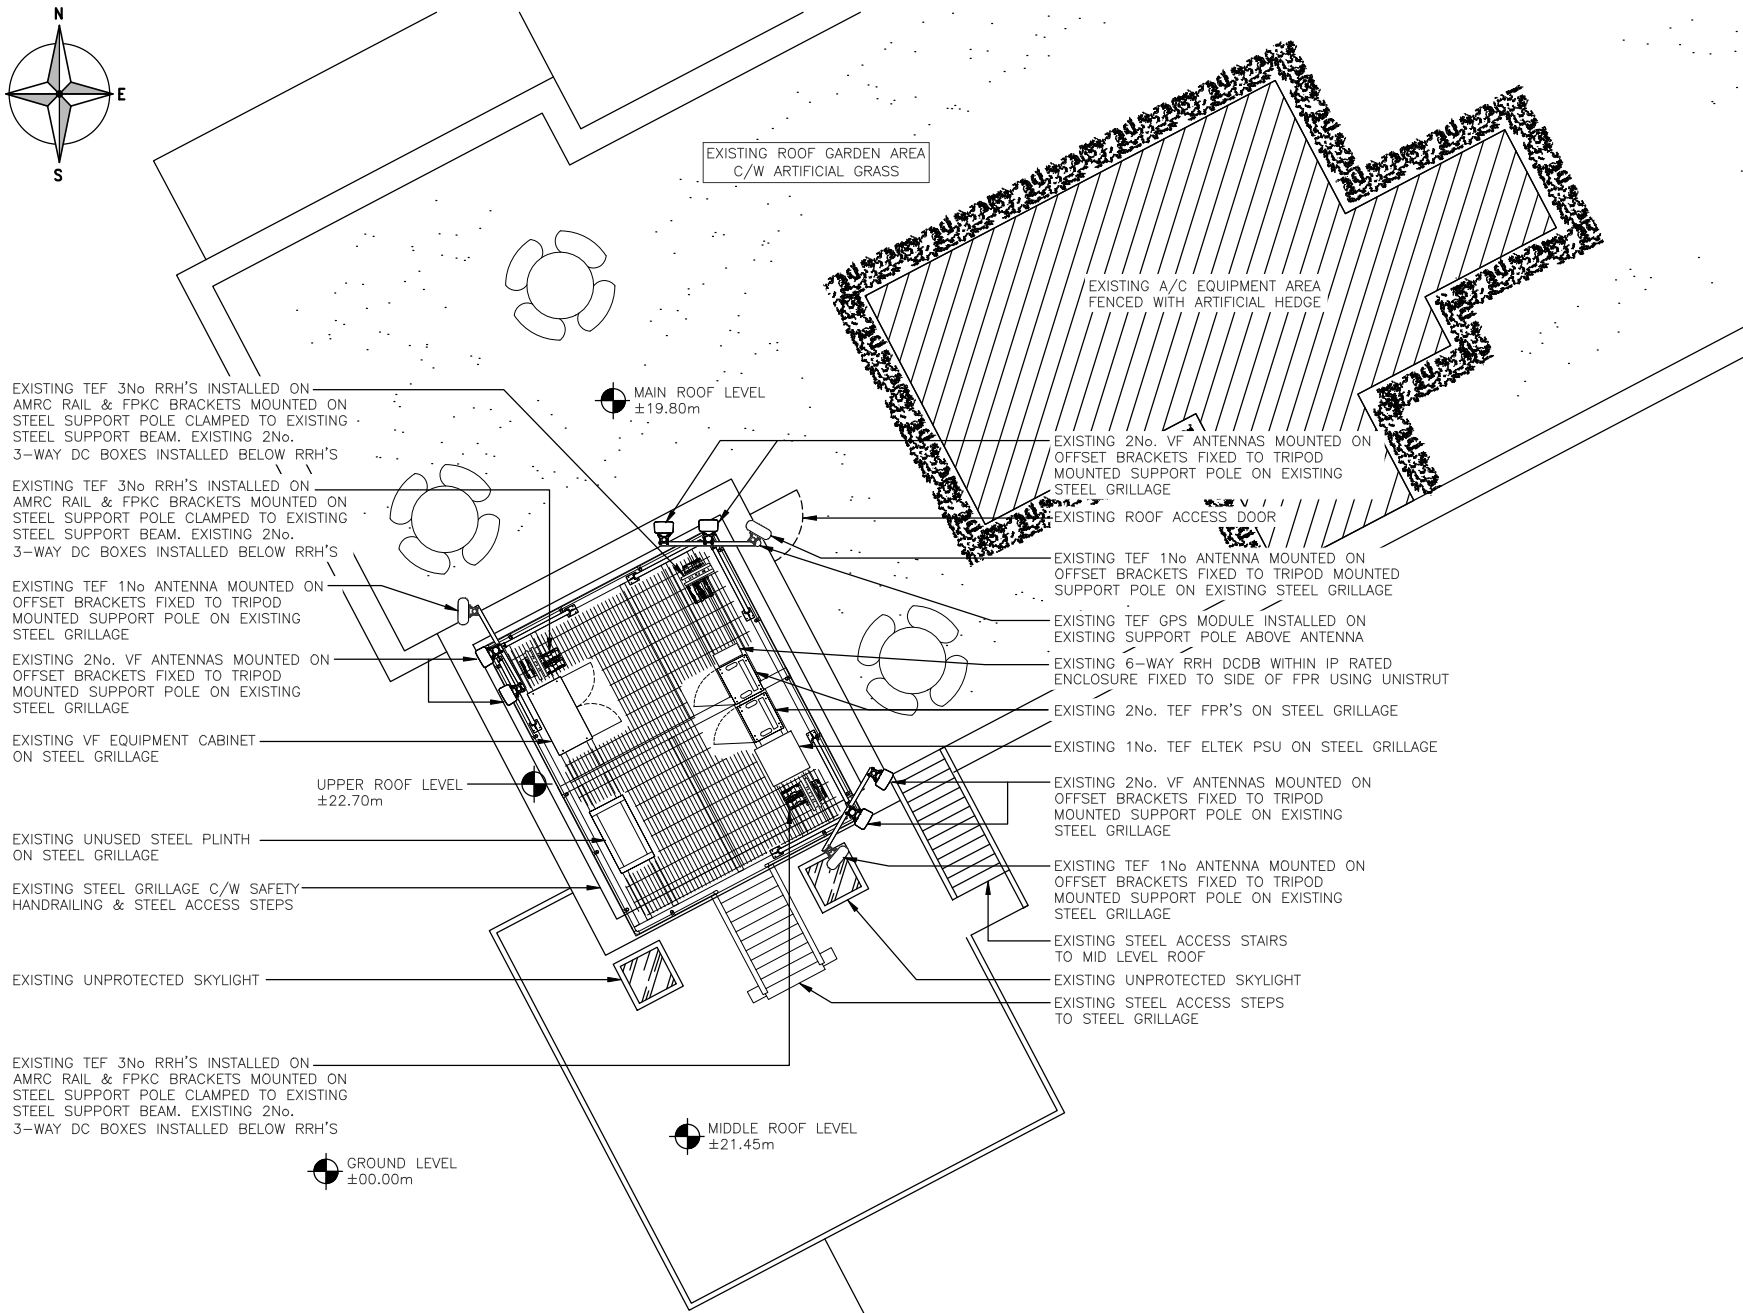 N
E
S
EXISTING ROOF GARDEN AREA
C/W ARTIFICIAL GRASS
EXISTING A/C EQUIPMENT AREA
FENCED WITH ARTIFICIAL HEDGE
MAIN ROOF LEVEL
±19.80m
EXISTING TEF 3No RRH'S INSTALLED ON
AMRC RAIL & FPKC BRACKETS MOUNTED ON
STEEL SUPPORT POLE CLAMPED TO EXISTING
STEEL SUPPORT BEAM. EXISTING 2No.
3-WAY DC BOXES INSTALLED BELOW RRH'S
EXISTING TEF 3No RRH'S INSTALLED ON
AMRC RAIL & FPKC BRACKETS MOUNTED ON
STEEL SUPPORT POLE CLAMPED TO EXISTING
STEEL SUPPORT BEAM. EXISTING 2No.
3-WAY DC BOXES INSTALLED BELOW RRH'S
EXISTING TEF 1No ANTENNA MOUNTED ON
OFFSET BRACKETS FIXED TO TRIPOD
MOUNTED SUPPORT POLE ON EXISTING
STEEL GRILLAGE
EXISTING 2No. VF ANTENNAS MOUNTED ON
OFFSET BRACKETS FIXED TO TRIPOD
MOUNTED SUPPORT POLE ON EXISTING
STEEL GRILLAGE
EXISTING VF EQUIPMENT CABINET
ON STEEL GRILLAGE
UPPER ROOF LEVEL
±22.70m
EXISTING UNUSED STEEL PLINTH
ON STEEL GRILLAGE
EXISTING STEEL GRILLAGE C/W SAFETY
HANDRAILING & STEEL ACCESS STEPS
EXISTING UNPROTECTED SKYLIGHT
EXISTING TEF 3No RRH'S INSTALLED ON
AMRC RAIL & FPKC BRACKETS MOUNTED ON
STEEL SUPPORT POLE CLAMPED TO EXISTING
STEEL SUPPORT BEAM. EXISTING 2No.
3-WAY DC BOXES INSTALLED BELOW RRH'S
GROUND LEVEL
±00.00m
MIDDLE ROOF LEVEL
±21.45m
EXISTING 2No. VF ANTENNAS MOUNTED ON
OFFSET BRACKETS FIXED TO TRIPOD
MOUNTED SUPPORT POLE ON EXISTING
STEEL GRILLAGE
EXISTING ROOF ACCESS DOOR
EXISTING TEF 1No ANTENNA MOUNTED ON
OFFSET BRACKETS FIXED TO TRIPOD MOUNTED
SUPPORT POLE ON EXISTING STEEL GRILLAGE
EXISTING TEF GPS MODULE INSTALLED ON
EXISTING SUPPORT POLE ABOVE ANTENNA
EXISTING 6-WAY RRH DCDB WITHIN IP RATED
ENCLOSURE FIXED TO SIDE OF FPR USING UNISTRUT
EXISTING 2No. TEF FPR'S ON STEEL GRILLAGE
EXISTING 1No. TEF ELTEK PSU ON STEEL GRILLAGE
EXISTING 2No. VF ANTENNAS MOUNTED ON
OFFSET BRACKETS FIXED TO TRIPOD
MOUNTED SUPPORT POLE ON EXISTING
STEEL GRILLAGE
EXISTING TEF 1No ANTENNA MOUNTED ON
OFFSET BRACKETS FIXED TO TRIPOD
MOUNTED SUPPORT POLE ON EXISTING
STEEL GRILLAGE
EXISTING STEEL ACCESS STAIRS
TO MID LEVEL ROOF
EXISTING UNPROTECTED SKYLIGHT
EXISTING STEEL ACCESS STEPS
TO STEEL GRILLAGE